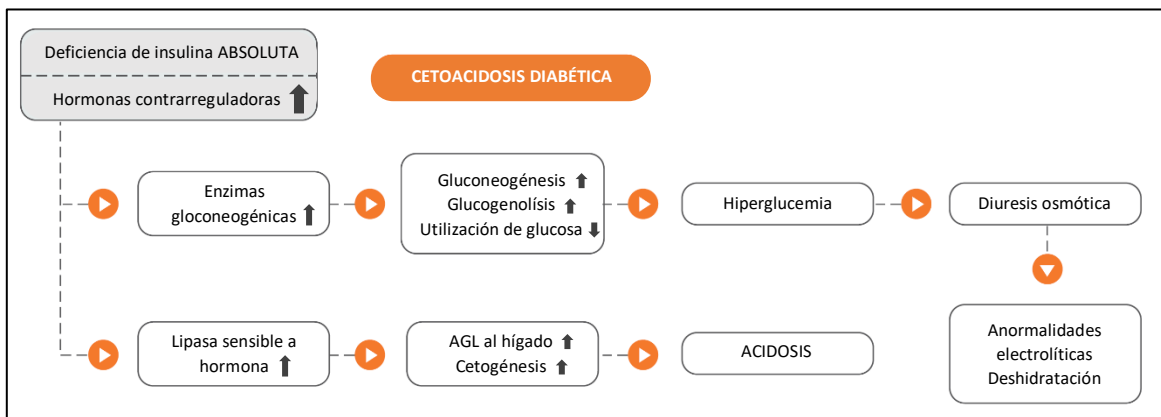 Deficiencia de insulina ABSOLUTA
Hormonas contrarreguladoras
CETOACIDOSIS DIABÉTICA
Enzimas
gloconeogénicas
Gluconeogénesis
Glucogenolísis
Utilización de glucosa
Hiperglucemia
Diuresis osmótica
Lipasa sensible a
hormona
AGL al hígado
Cetogénesis
ACIDOSIS
Anormalidades
electrolíticas
Deshidratación